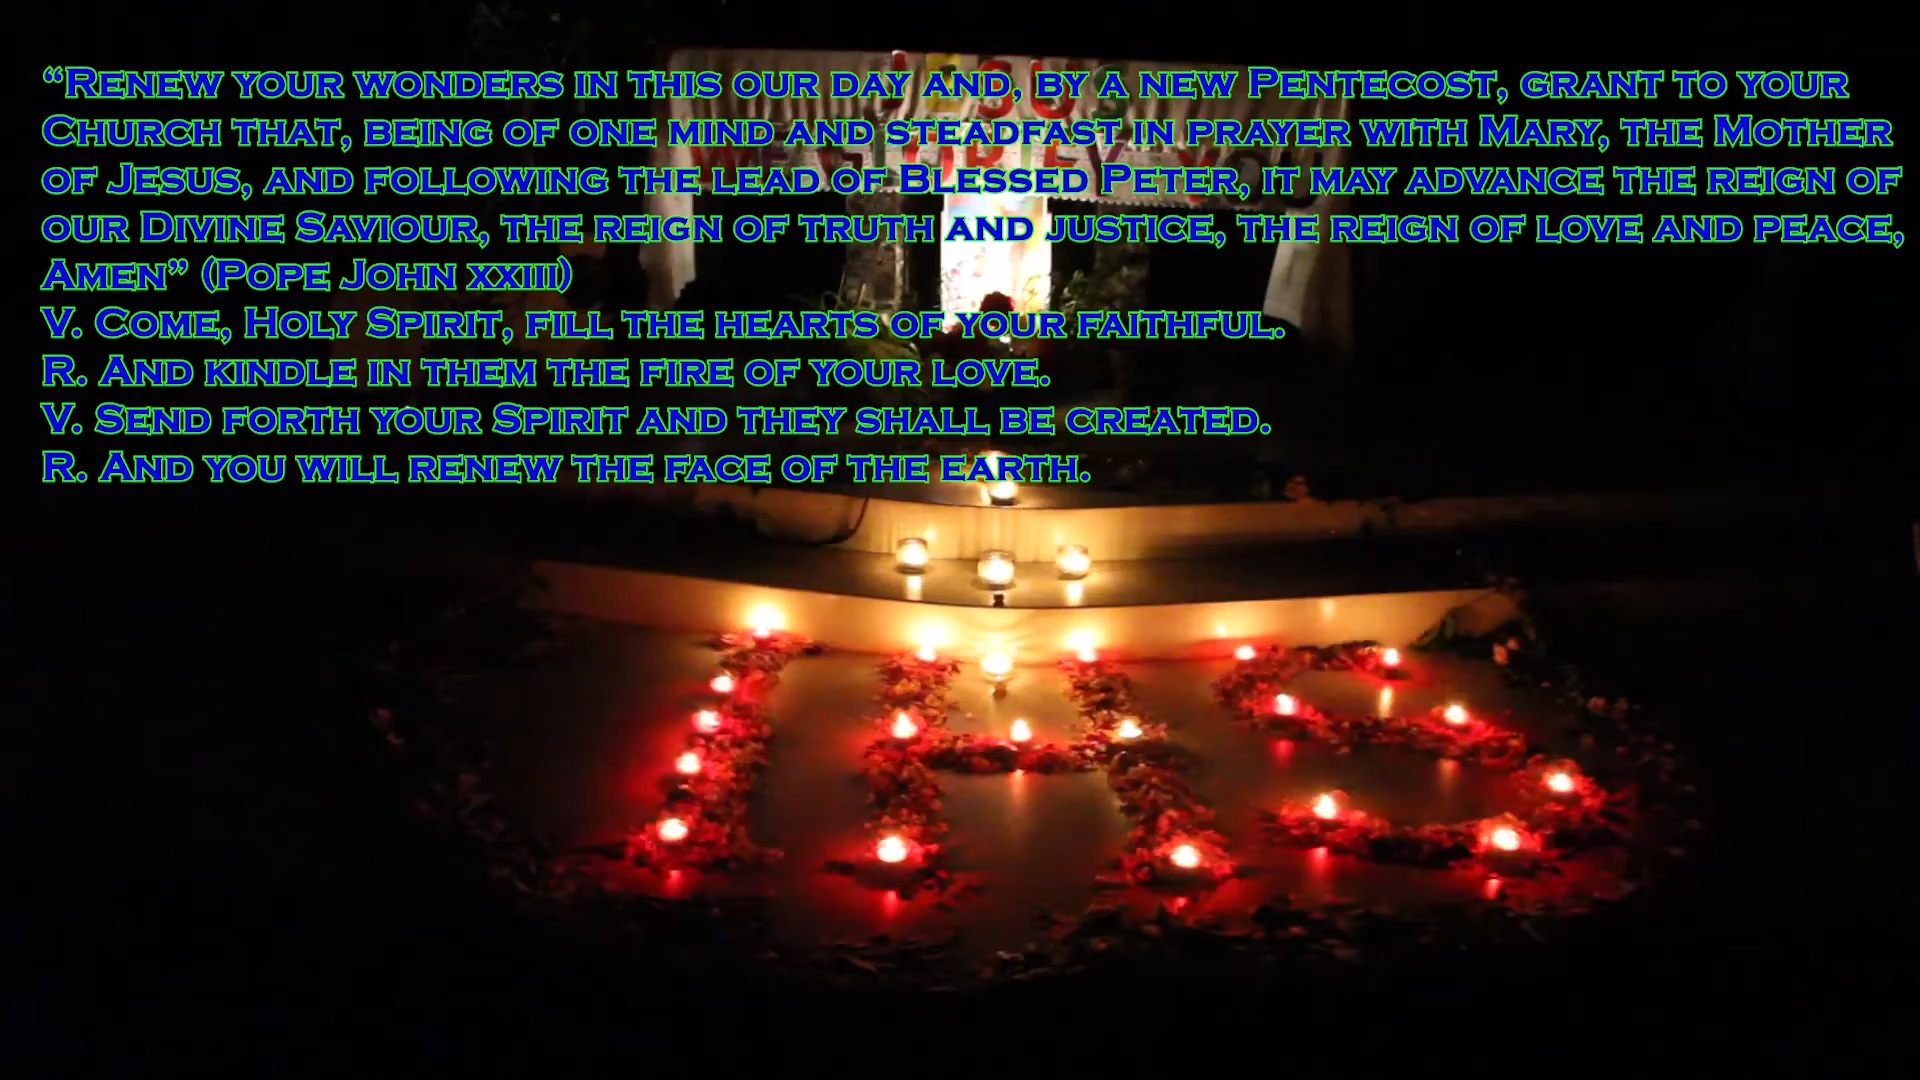 “Renew your wonders in this our day and, by a new Pentecost, grant to your
Church that, being of one mind and steadfast in prayer with Mary, the Mother
of Jesus, and following the lead of Blessed Peter, it may advance the reign of
our Divine Saviour, the reign of truth and justice, the reign of love and peace,
Amen” (Pope John xxiii)
V. Come, Holy Spirit, fill the hearts of your faithful.
R. And kindle in them the fire of your love.
V. Send forth your Spirit and they shall be created.
R. And you will renew the face of the earth.
JESUS
WE GLORIFY YOU
IHS